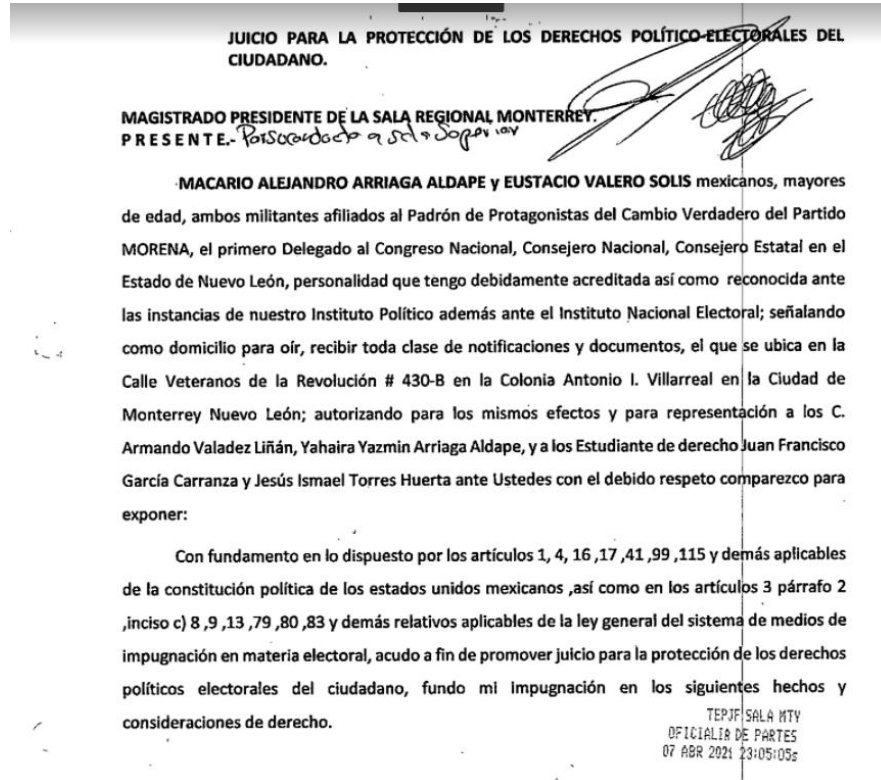 JUICIO PARA LA PROTECCIÓN DE LOS DERECHOS POLÍTICO-ELECTORALES DEL
CIUDADANO.
MAGISTRADO PRESIDENTE DE LA SALA REGIONAL MONTERREY.
P R E S E N T E.- a sala Superior
MACARIO ALEJANDRO ARRIAGA ALDAPE y EUSTACIO VALERO SOLIS mexicanos, mayores
de edad, ambos militantes afiliados al Padrón de Protagonistas del Cambio Verdadero del Partido
MORENA, el primero Delegado al Congreso Nacional, Consejero Nacional, Consejero Estatal en el
Estado de Nuevo León, personalidad que tengo debidamente acreditada así como reconocida ante
las instancias de nuestro Instituto Político además ante el Instituto Nacional Electoral; señalando
como domicilio para oír, recibir toda clase de notificaciones y documentos, el que se ubica en la
Calle Veteranos de la Revolución # 430-B en la Colonia Antonio I. Villarreal en la Ciudad de
Monterrey Nuevo León; autorizando para los mismos efectos y para representación a los C.
Armando Valadez Liñán, Yahaira Yazmin Arriaga Aldape, y a los Estudiante de derecho Juan Francisco
García Carranza y Jesús Ismael Torres Huerta ante Ustedes con el debido respeto comparezco para
exponer:
Con fundamento en lo dispuesto por los artículos 1, 4, 16 ,17 ,41 ,99 ,115 y demás aplicables
de la constitución política de los estados unidos mexicanos ,así como en los artículos 3 párrafo 2
,inciso c) 8 ,9 ,13 ,79 ,80 ,83 y demás relativos aplicables de la ley general del sistema de medios de
impugnación en materia electoral, acudo a fin de promover juicio para la protección de los derechos
políticos electorales del ciudadano, fundo mi impugnación en los siguientes hechos y
consideraciones de derecho.
TEPJF SALA MTY
OFICIALIA DE PARTES
07 ABR 2021 23:05:05s